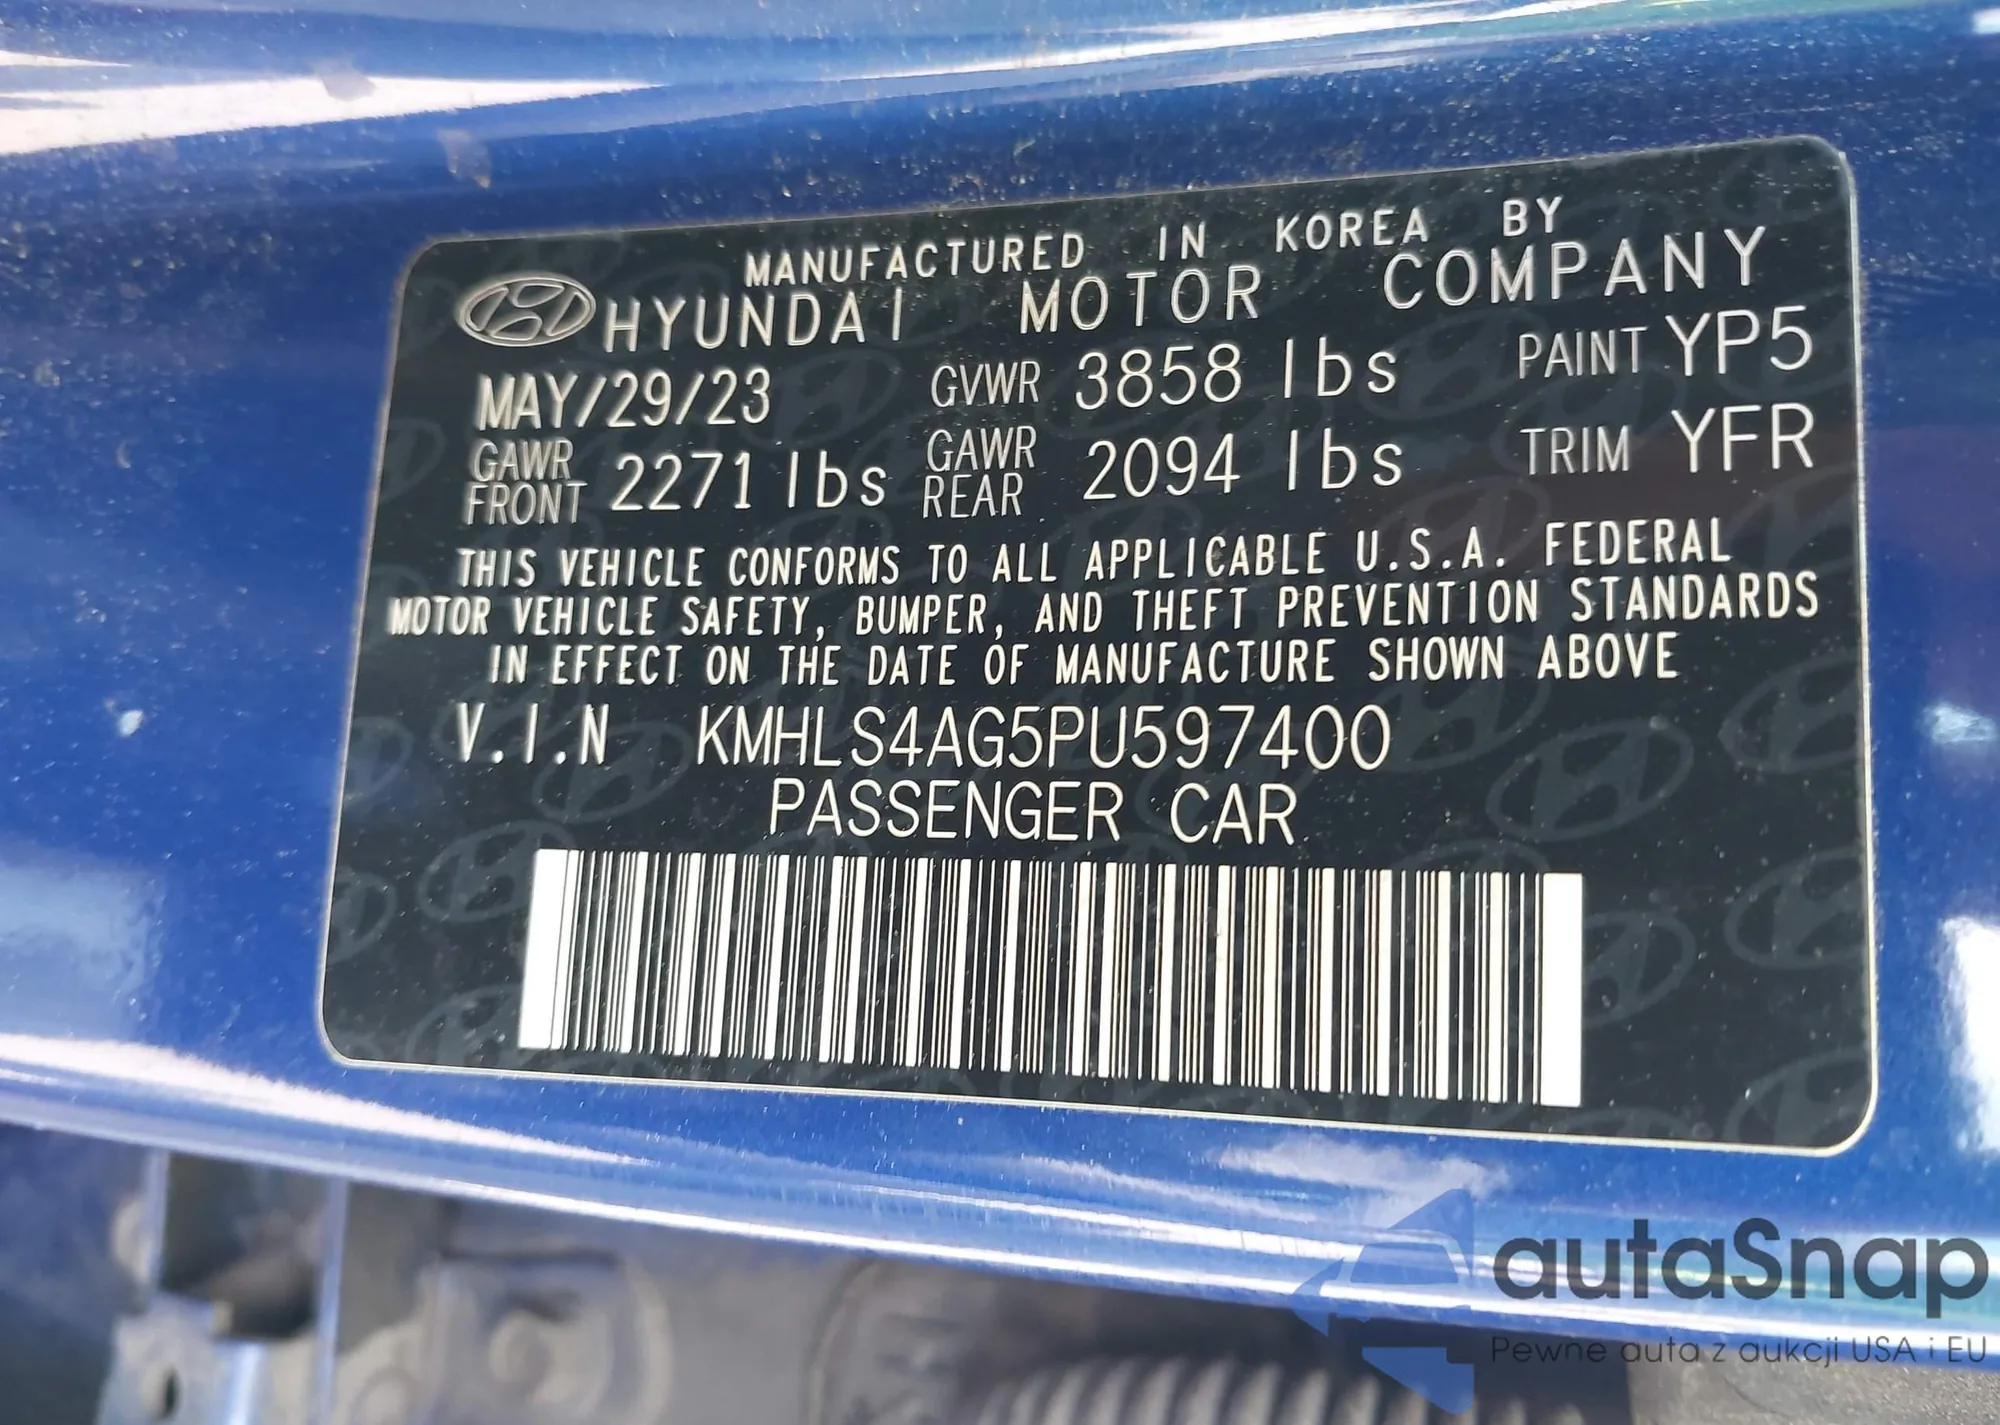 MANUFACTURED IN KOREA BY
HYUNDAI MOTOR COMPANY
MAY/29/23 GVWR 3858 lbs PAINT YP5
GAWR FRONT 2271 lbs GAWR REAR 2094 lbs TRIM YFR
THIS VEHICLE CONFORMS TO ALL APPLICABLE U.S.A. FEDERAL
MOTOR VEHICLE SAFETY, BUMPER, AND THEFT PREVENTION STANDARDS
IN EFFECT ON THE DATE OF MANUFACTURE SHOWN ABOVE
V.I.N KMHLS4AG5PU597400
PASSENGER CAR
autaSnap
Pewne auta z aukcji USA i EU